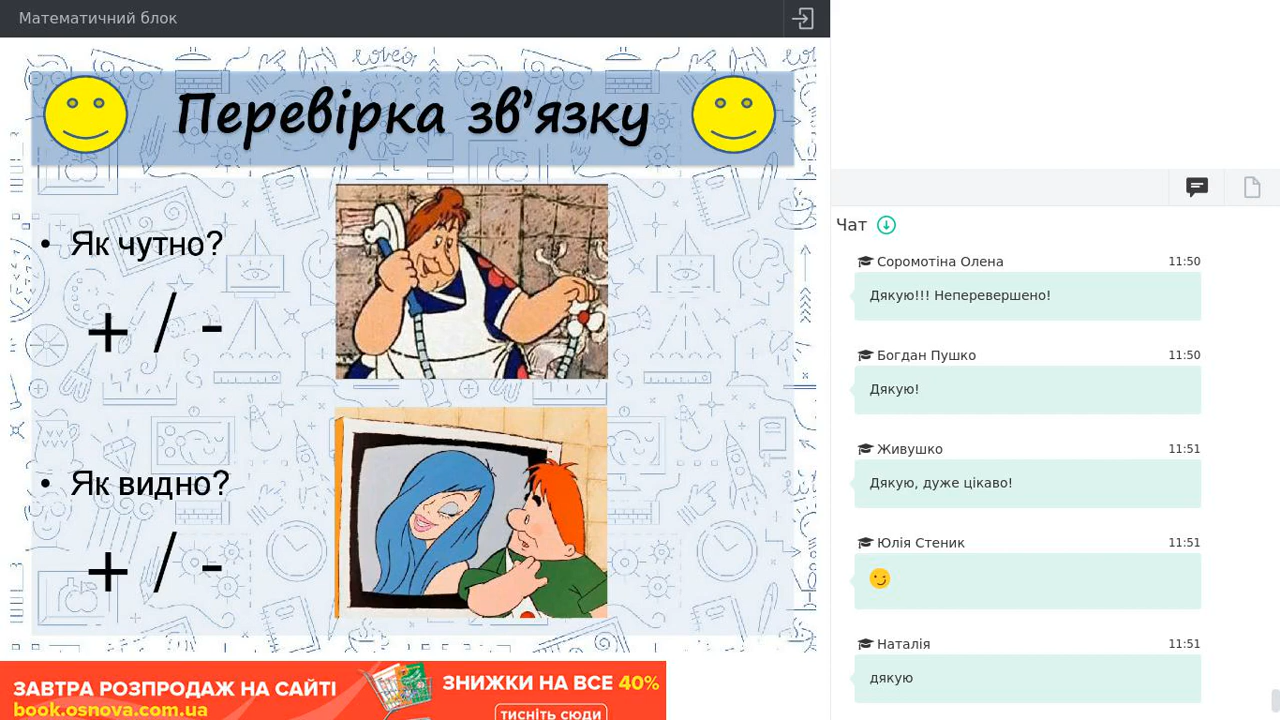 Математичний блок
Перевірка зв'язку
• Як чутно?
+ / -
• Як видно?
+ / -
ЗАВТРА РОЗПРОДАЖ НА САЙТІ
book.osnova.com.ua
ЗНИЖКИ НА ВСЕ 40%
тисніть сюди
Чат
Соромотіна Олена 11:50
Дякую!!! Неперевершено!
Богдан Пушко 11:50
Дякую!
Живушко 11:51
Дякую, дуже цікаво!
Юлія Стеник 11:51
Наталія 11:51
дякую